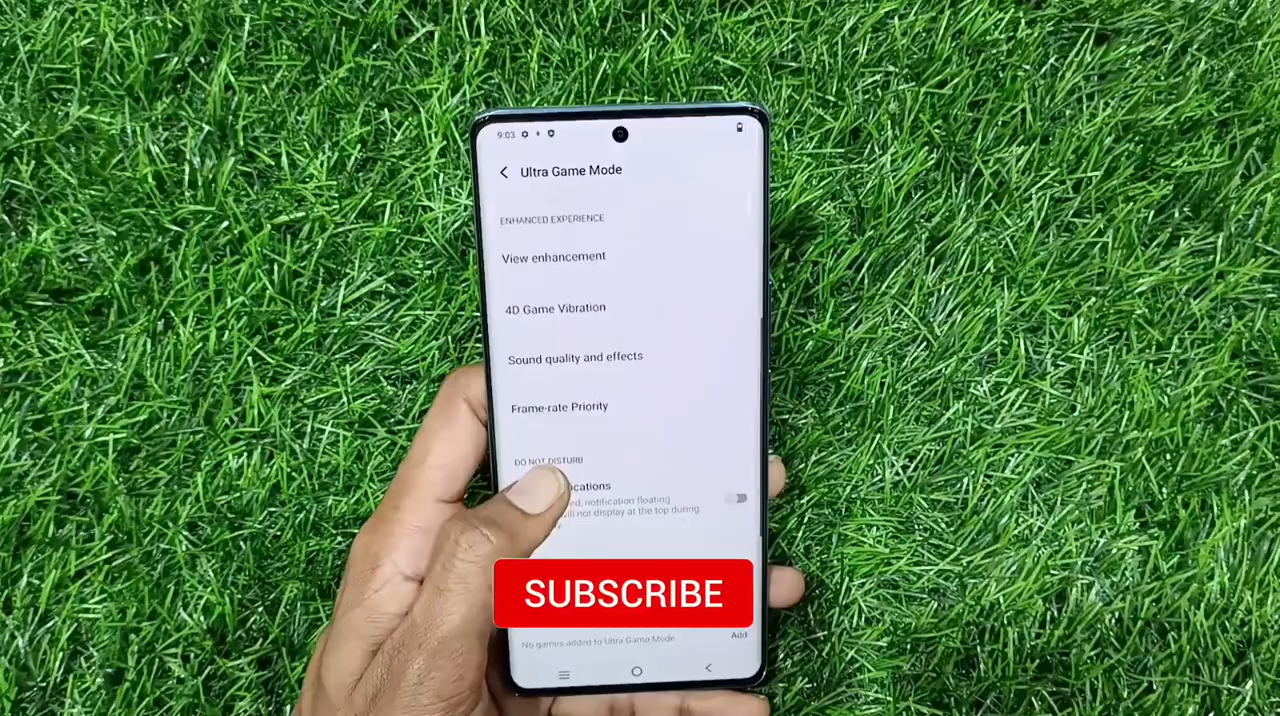 9:03
Ultra Game Mode
ENHANCED EXPERIENCE
View enhancement
4D Game Vibration
Sound quality and effects
Frame-rate Priority
DO NOT DISTURB
notification floating
will not display at the top during
SUBSCRIBE
No games added to Ultra Game Mode
Add